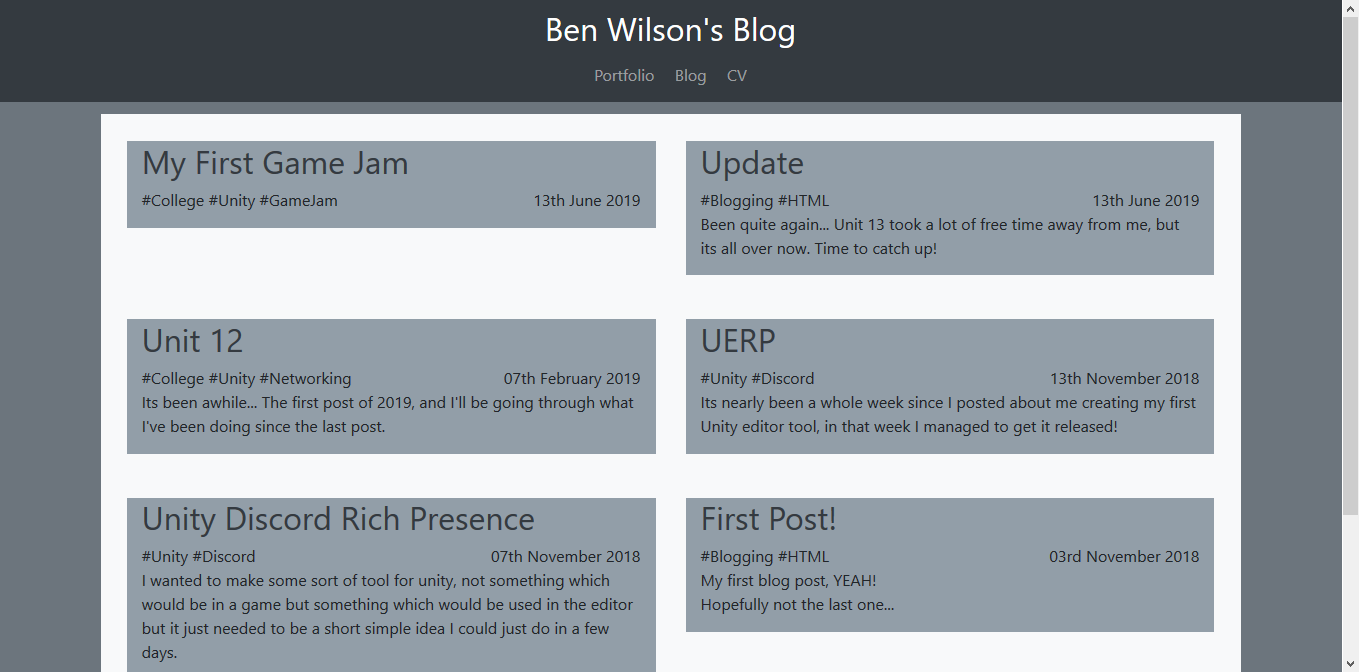 Ben Wilson's Blog
Portfolio Blog CV
My First Game Jam
#College #Unity #GameJam 13th June 2019
Update
#Blogging #HTML 13th June 2019
Been quite again... Unit 13 took a lot of free time away from me, but
its all over now. Time to catch up!
Unit 12
#College #Unity #Networking 07th February 2019
Its been awhile... The first post of 2019, and I'll be going through what
I've been doing since the last post.
UERP
#Unity #Discord 13th November 2018
Its nearly been a whole week since I posted about me creating my first
Unity editor tool, in that week I managed to get it released!
Unity Discord Rich Presence
#Unity #Discord 07th November 2018
I wanted to make some sort of tool for unity, not something which
would be in a game but something which would be used in the editor
but it just needed to be a short simple idea I could just do in a few
days.
First Post!
#Blogging #HTML 03rd November 2018
My first blog post, YEAH!
Hopefully not the last one...